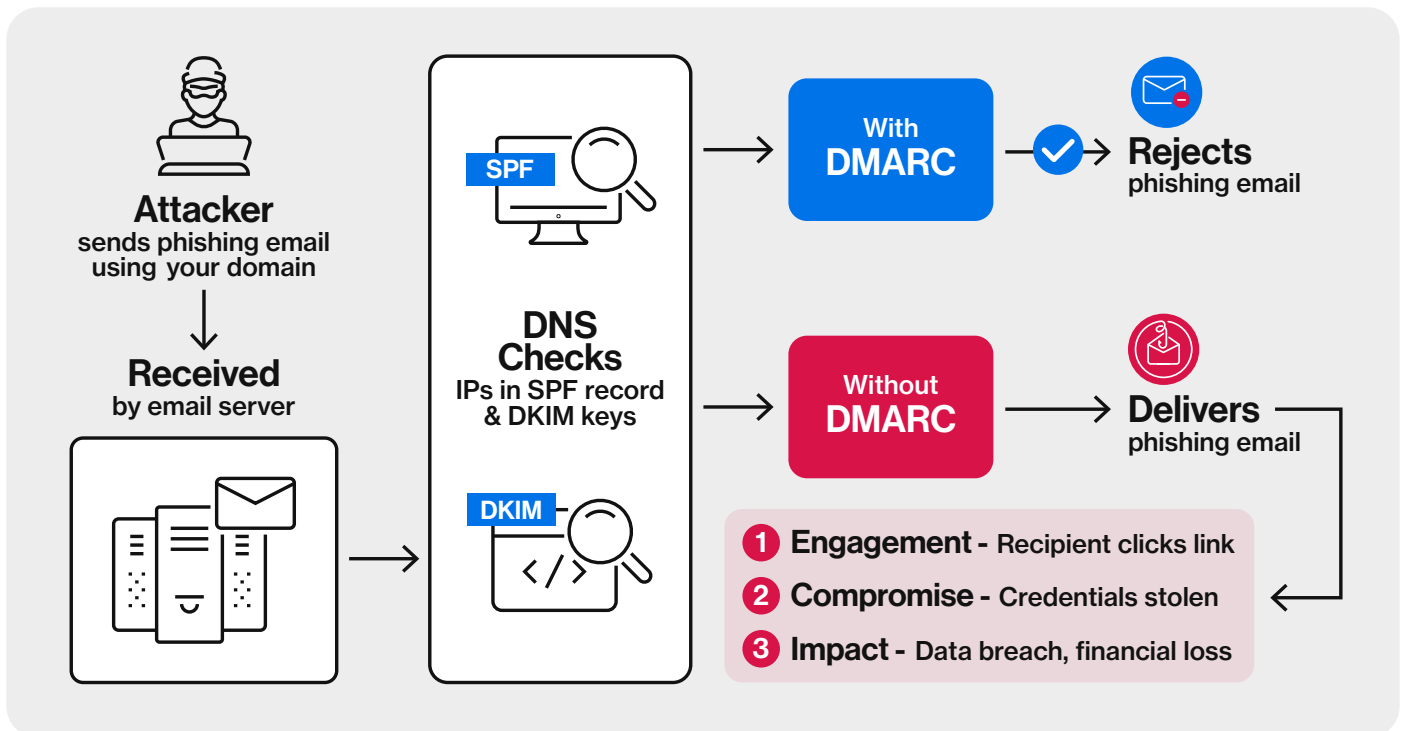 Attacker
sends phishing email
using your domain
Received
by email server
SPF
DNS
Checks
IPs in SPF record
& DKIM keys
DKIM
</>
With
DMARC
Rejects
phishing email
Without
DMARC
Delivers
phishing email
1 Engagement - Recipient clicks link
2 Compromise - Credentials stolen
3 Impact - Data breach, financial loss